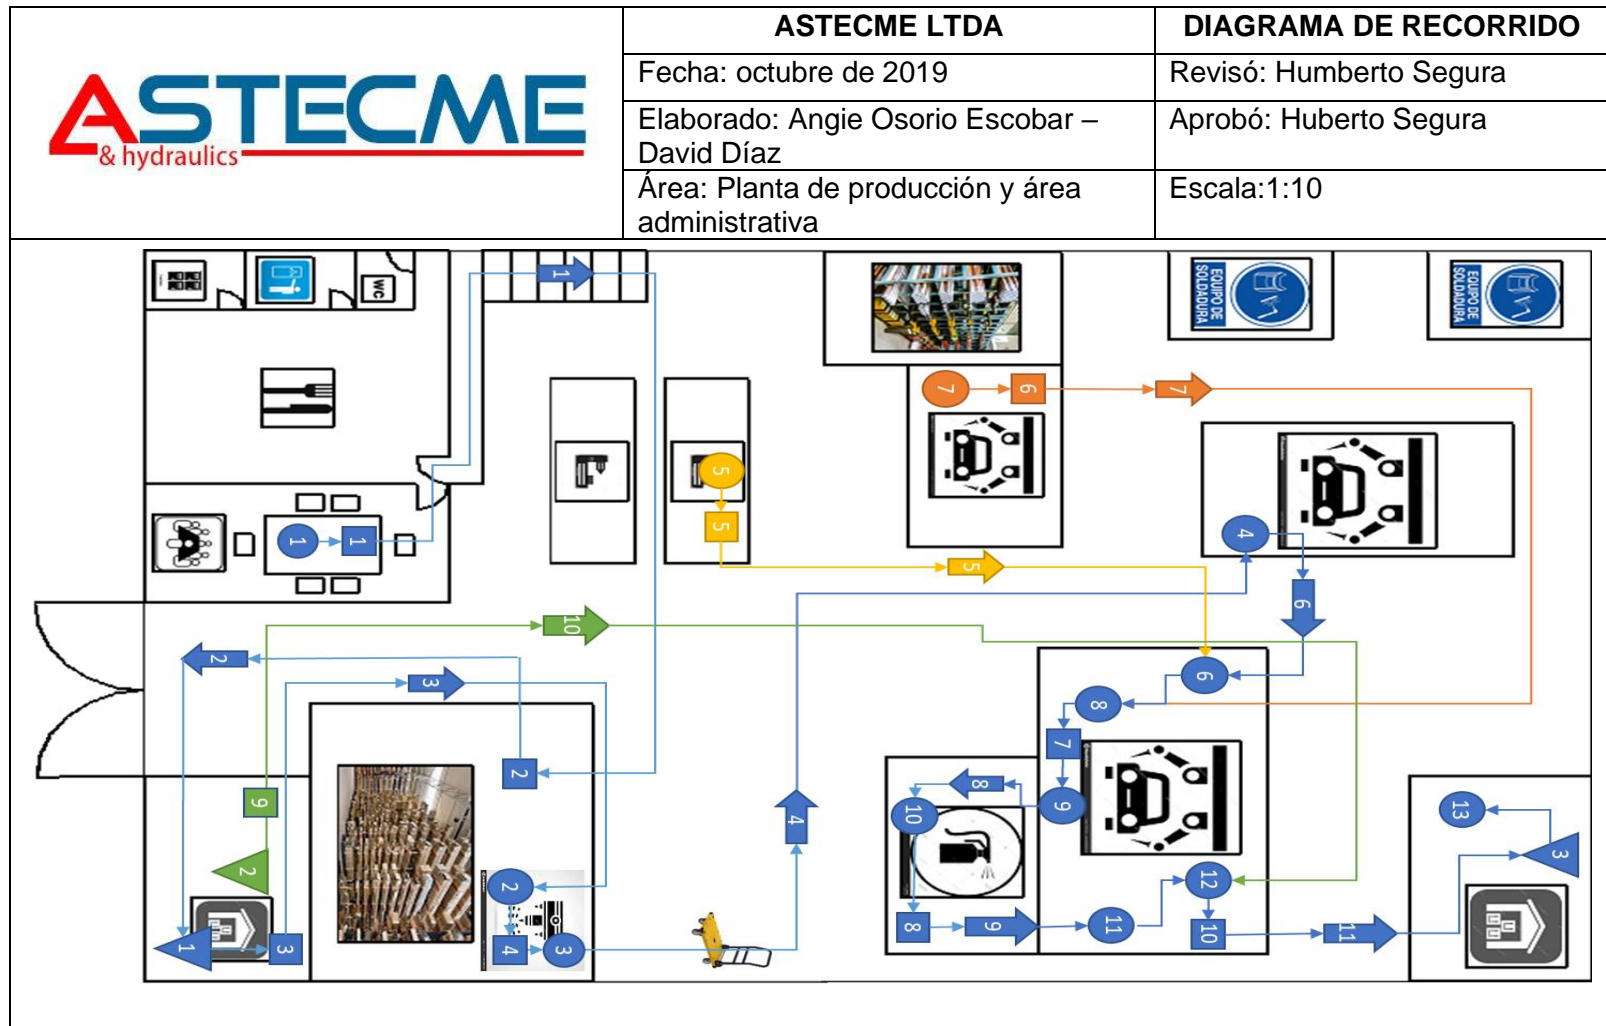 ASTECME
& hydraulics
ASTECME LTDA
DIAGRAMA DE RECORRIDO
Fecha: octubre de 2019
Revisó: Humberto Segura
Elaborado: Angie Osorio Escobar –
David Díaz
Aprobó: Huberto Segura
Área: Planta de producción y área
administrativa
Escala:1:10
WC
1
EQUIPO DE
SOLDADURA
EQUIPO DE
SOLDADURA
7
6
7
5
5
4
1
1
5
6
10
2
3
6
8
7
2
9
8
9
10
4
13
3
2
2
12
1
3
4
3
8
9
11
10
11